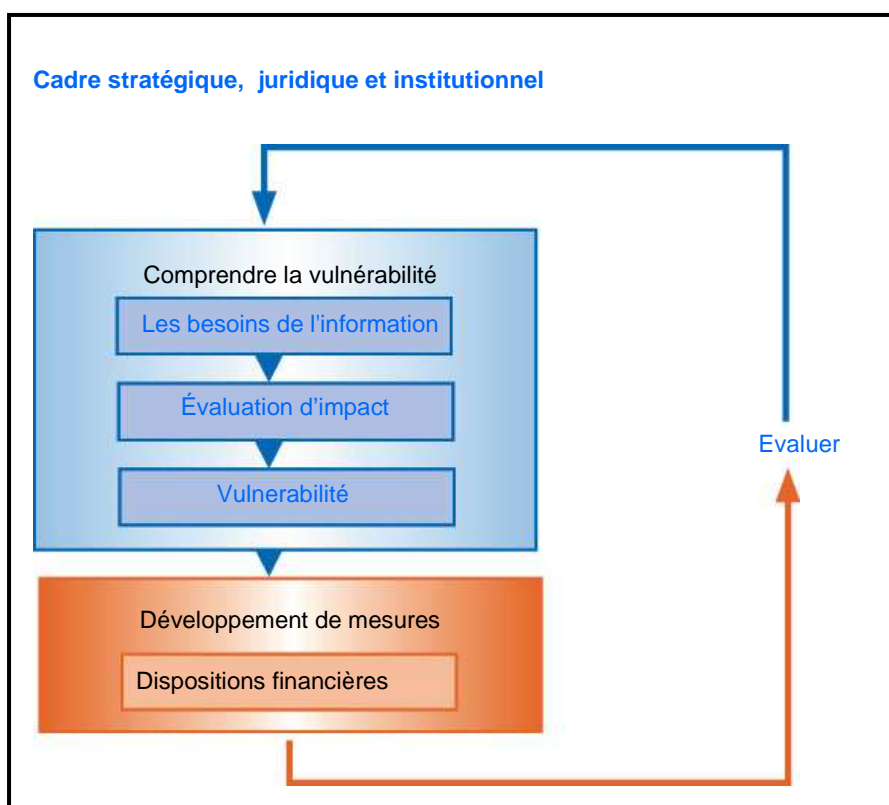 Cadre stratégique, juridique et institutionnel
Comprendre la vulnérabilité
Les besoins de l'information
Évaluation d’impact
Vulnerabilité
Evaluer
Développement de mesures
Dispositions financières